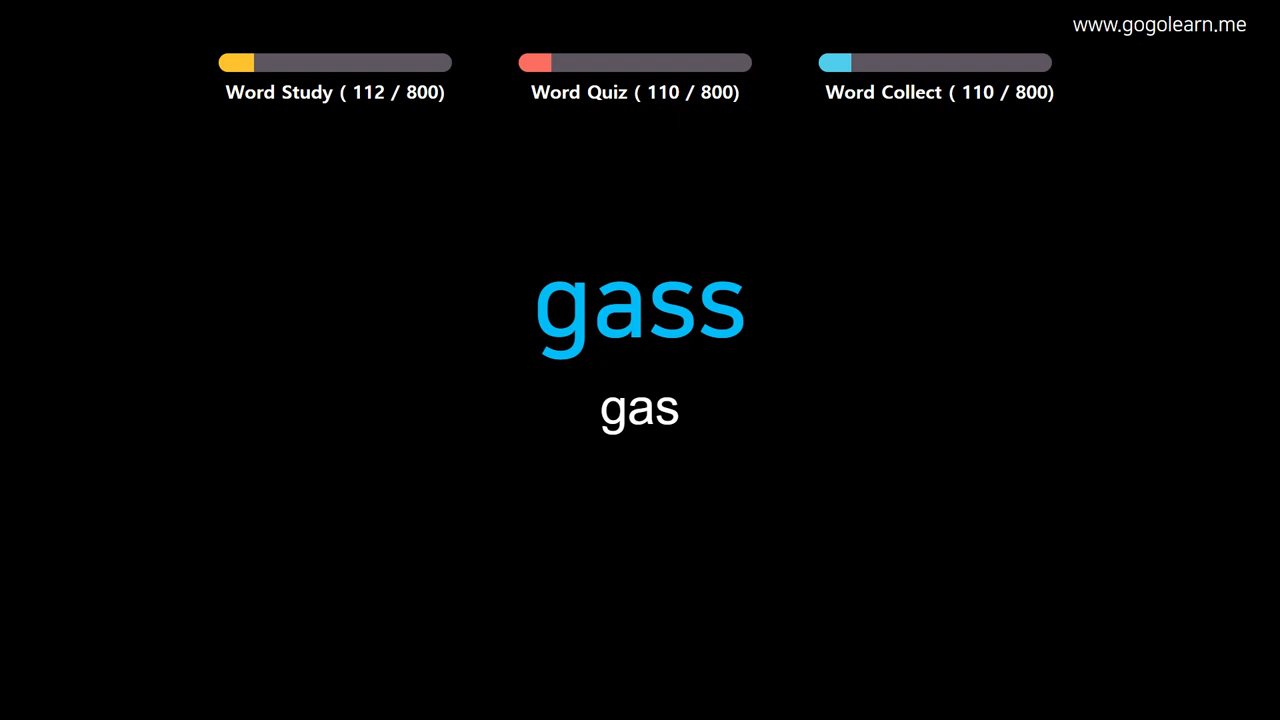 www.gogolearn.me
Word Study ( 112 / 800)
Word Quiz ( 110 / 800)
Word Collect ( 110 / 800)
gass
gas